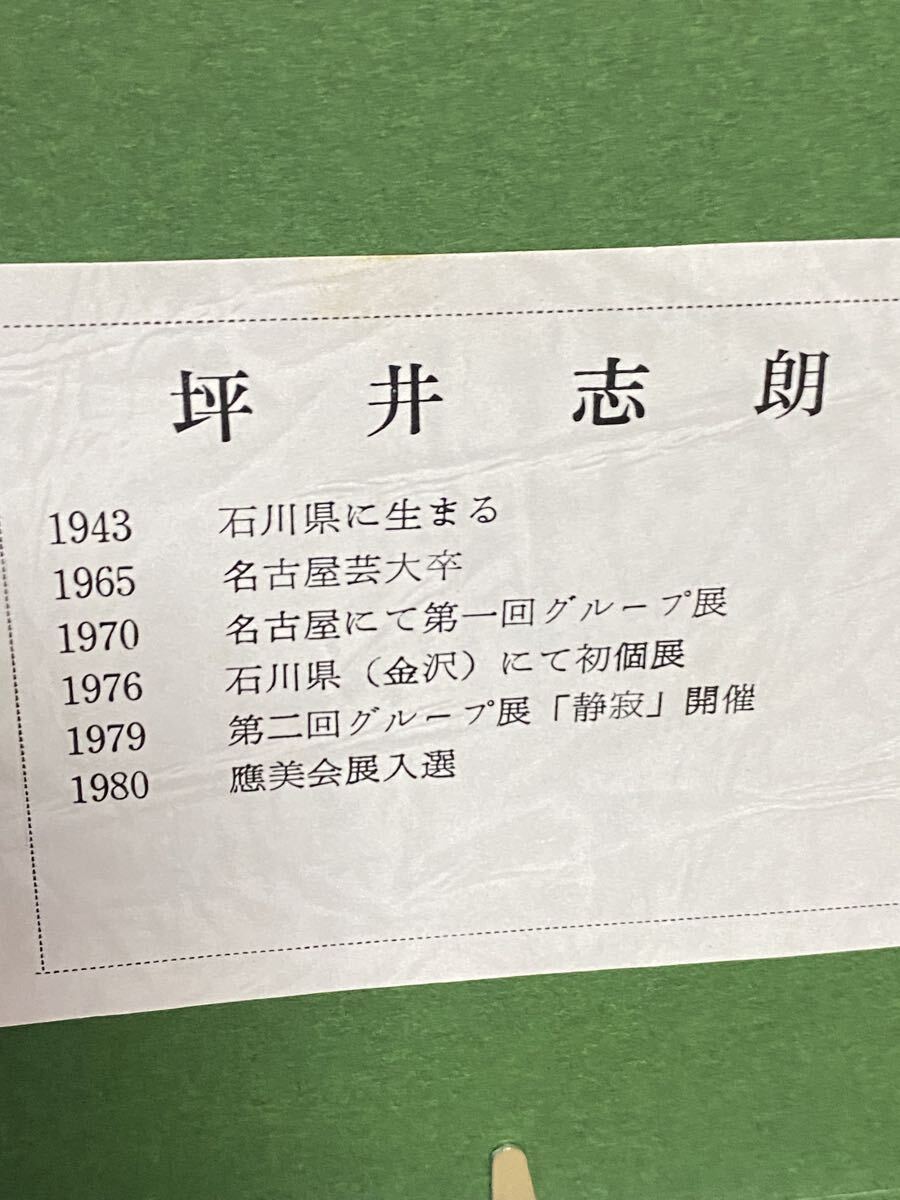 坪井志朗
1943 石川県に生まる
1965 名古屋芸大卒
1970 名古屋にて第一回グループ展
1976 石川県（金沢）にて初個展
1979 第二回グループ展「静寂」開催
1980 應美会展入選